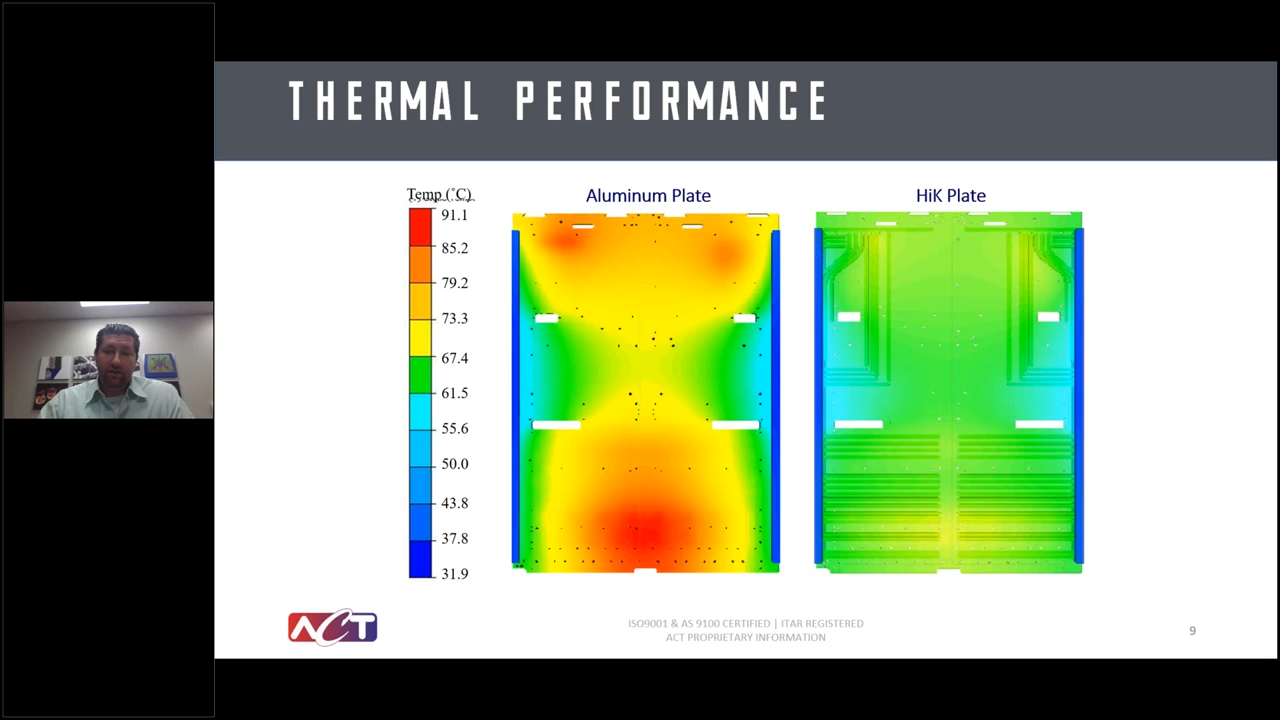 THERMAL PERFORMANCE
Temp (˚C)
Aluminum Plate
HiK Plate
91.1
85.2
79.2
73.3
67.4
61.5
55.6
50.0
43.8
37.8
31.9
ACT
ISO9001 & AS 9100 CERTIFIED | ITAR REGISTERED
ACT PROPRIETARY INFORMATION
9